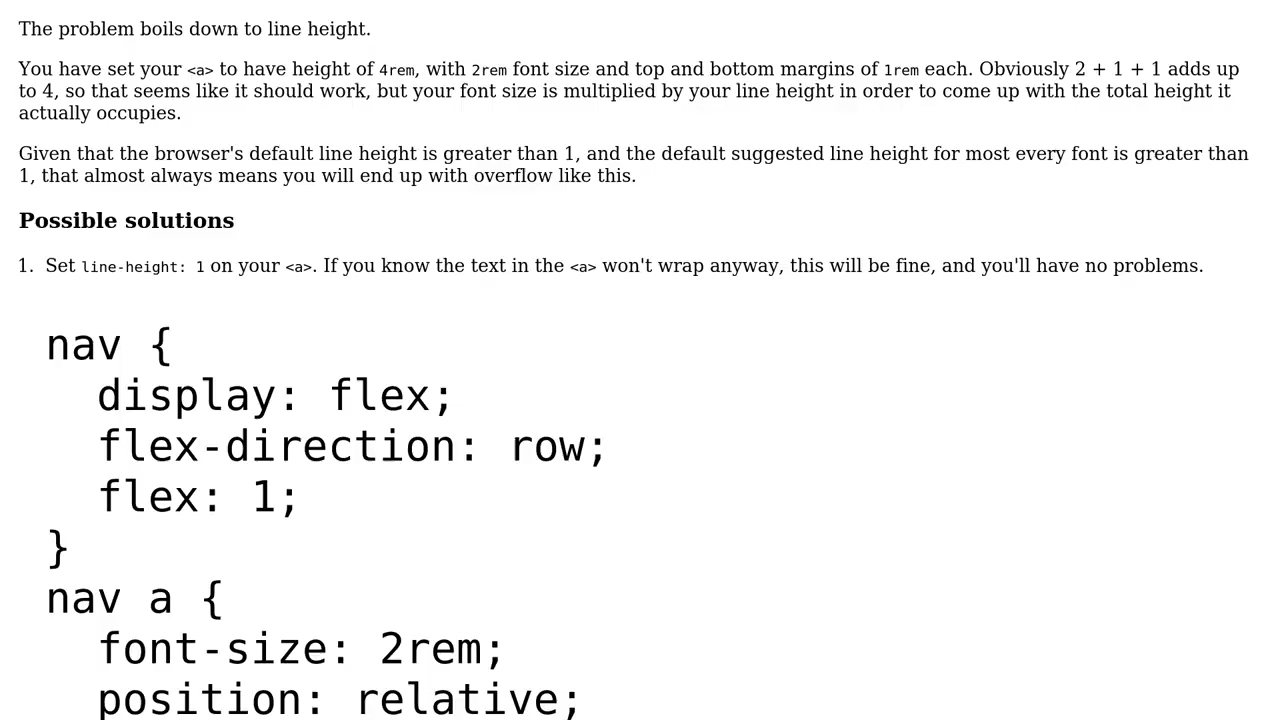 The problem boils down to line height.
You have set your <a> to have height of 4rem, with 2rem font size and top and bottom margins of 1rem each. Obviously 2 + 1 + 1 adds up
to 4, so that seems like it should work, but your font size is multiplied by your line height in order to come up with the total height it
actually occupies.
Given that the browser's default line height is greater than 1, and the default suggested line height for most every font is greater than
1, that almost always means you will end up with overflow like this.
Possible solutions
1. Set line-height: 1 on your <a>. If you know the text in the <a> won't wrap anyway, this will be fine, and you'll have no problems.
nav {
  display: flex;
  flex-direction: row;
  flex: 1;
}
nav a {
  font-size: 2rem;
  position: relative;